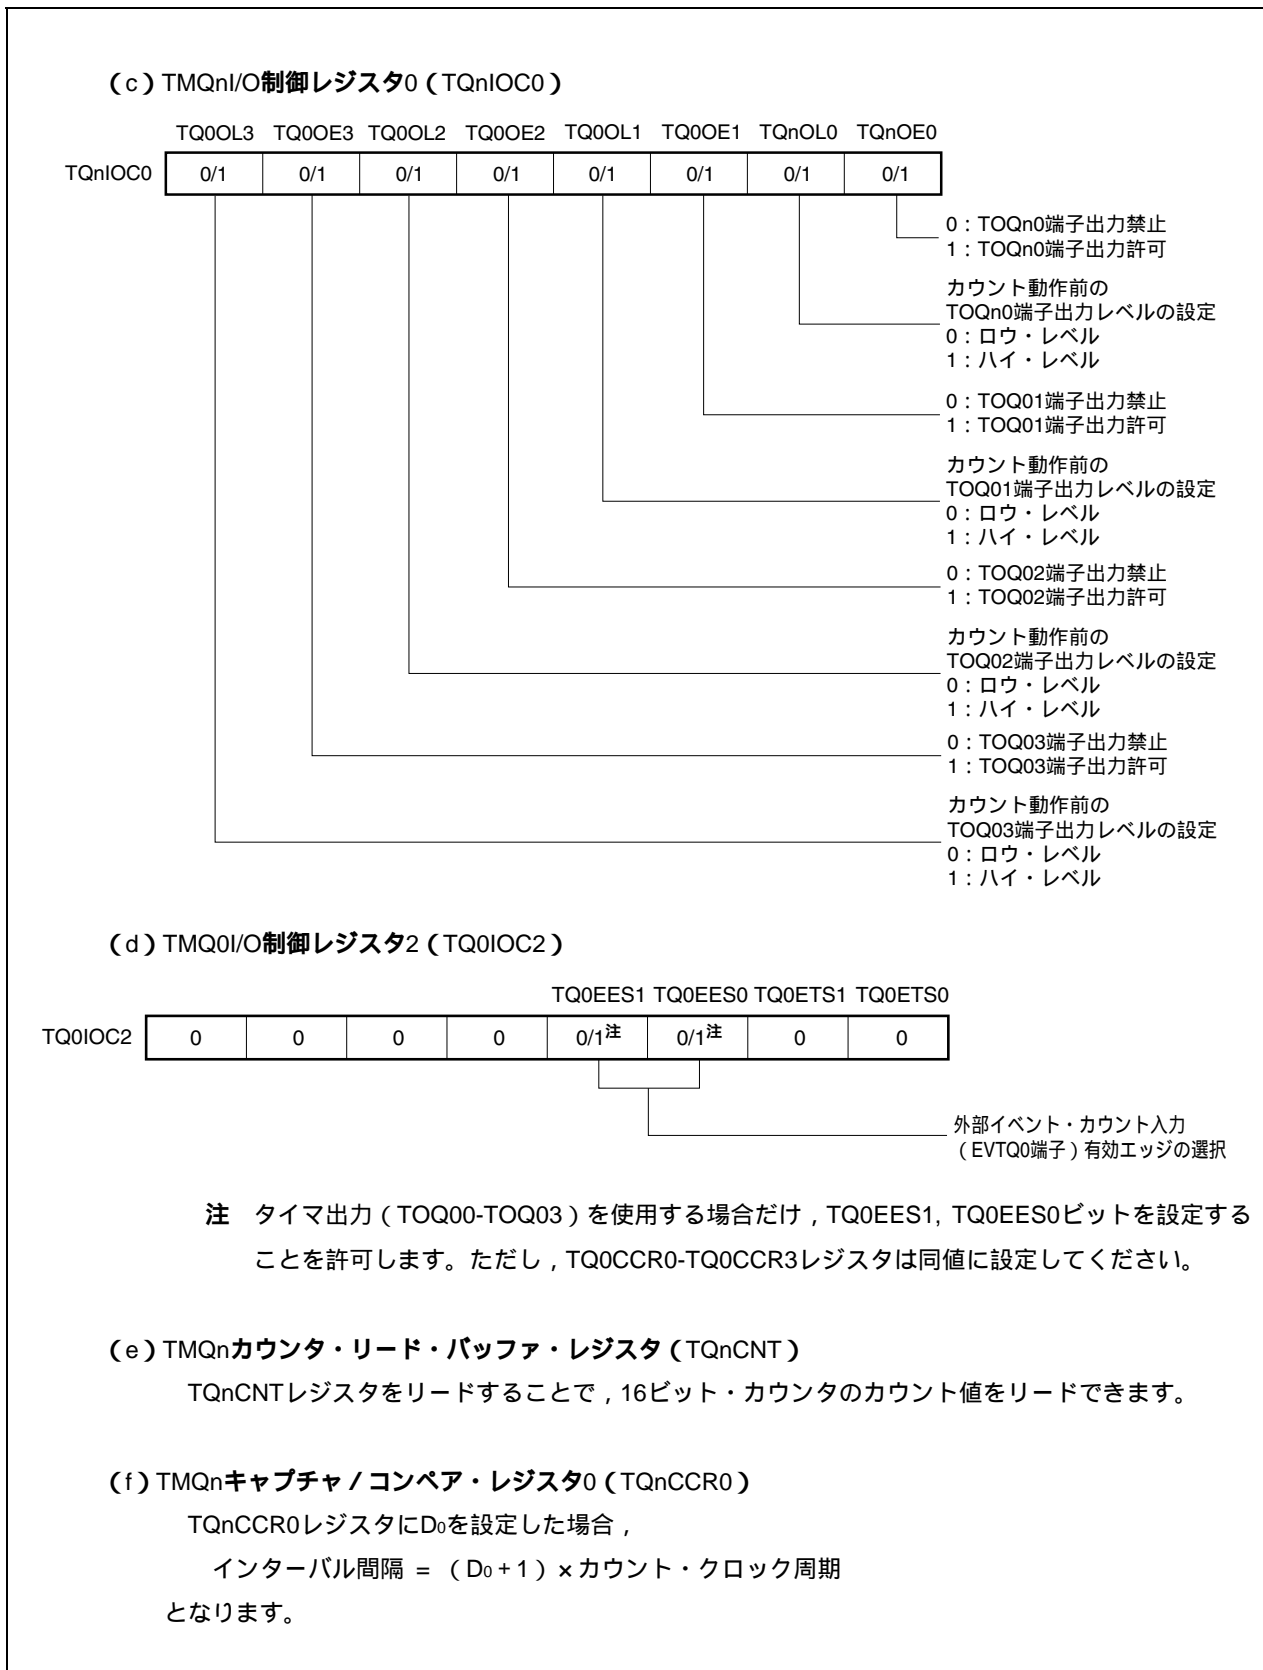 （c）TMQnI/O制御レジスタ0（TQnIOC0）
TQ0OL3 TQ0OE3 TQ0OL2 TQ0OE2 TQ0OL1 TQ0OE1 TQnOL0 TQnOE0
TQnIOC0 0/1 0/1 0/1 0/1 0/1 0/1 0/1 0/1
0：TOQn0端子出力禁止
1：TOQn0端子出力許可
カウント動作前の
TOQn0端子出力レベルの設定
0：ロウ・レベル
1：ハイ・レベル
0：TOQ01端子出力禁止
1：TOQ01端子出力許可
カウント動作前の
TOQ01端子出力レベルの設定
0：ロウ・レベル
1：ハイ・レベル
0：TOQ02端子出力禁止
1：TOQ02端子出力許可
カウント動作前の
TOQ02端子出力レベルの設定
0：ロウ・レベル
1：ハイ・レベル
0：TOQ03端子出力禁止
1：TOQ03端子出力許可
カウント動作前の
TOQ03端子出力レベルの設定
0：ロウ・レベル
1：ハイ・レベル
（d）TMQ0I/O制御レジスタ2（TQ0IOC2）
TQ0EES1 TQ0EES0 TQ0ETS1 TQ0ETS0
TQ0IOC2 0 0 0 0 0/1注 0/1注 0 0
外部イベント・カウント入力
（EVTQ0端子）有効エッジの選択
注 タイマ出力（TOQ00-TOQ03）を使用する場合だけ，TQ0EES1, TQ0EES0ビットを設定する
ことを許可します。ただし，TQ0CCR0-TQ0CCR3レジスタは同値に設定してください。
（e）TMQnカウンタ・リード・バッファ・レジスタ（TQnCNT）
TQnCNTレジスタをリードすることで，16ビット・カウンタのカウント値をリードできます。
（f）TMQnキャプチャ／コンペア・レジスタ0（TQnCCR0）
TQnCCR0レジスタにD0を設定した場合，
インターバル間隔 =（D0＋1）×カウント・クロック周期
となります。